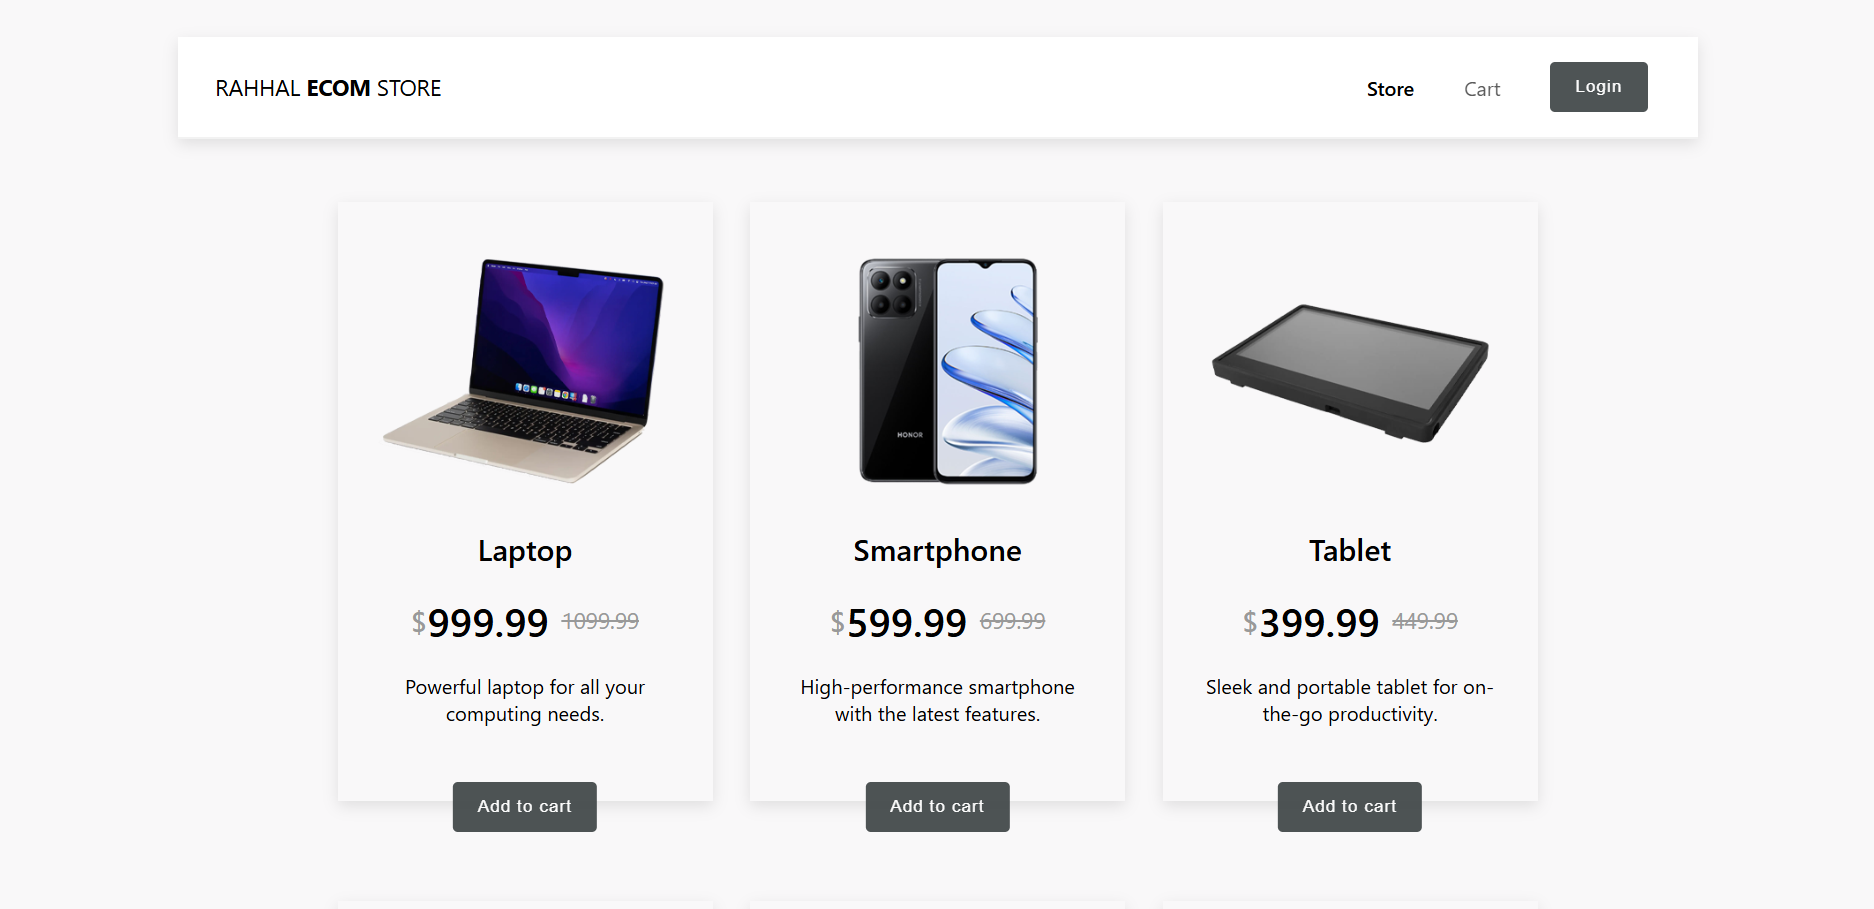 RAHHAL ECOM STORE
Store
Cart
Login
HONOR
Laptop
$999.99 1099.99
Powerful laptop for all your
computing needs.
Add to cart
Smartphone
$599.99 699.99
High-performance smartphone
with the latest features.
Add to cart
Tablet
$399.99 449.99
Sleek and portable tablet for on-
the-go productivity.
Add to cart